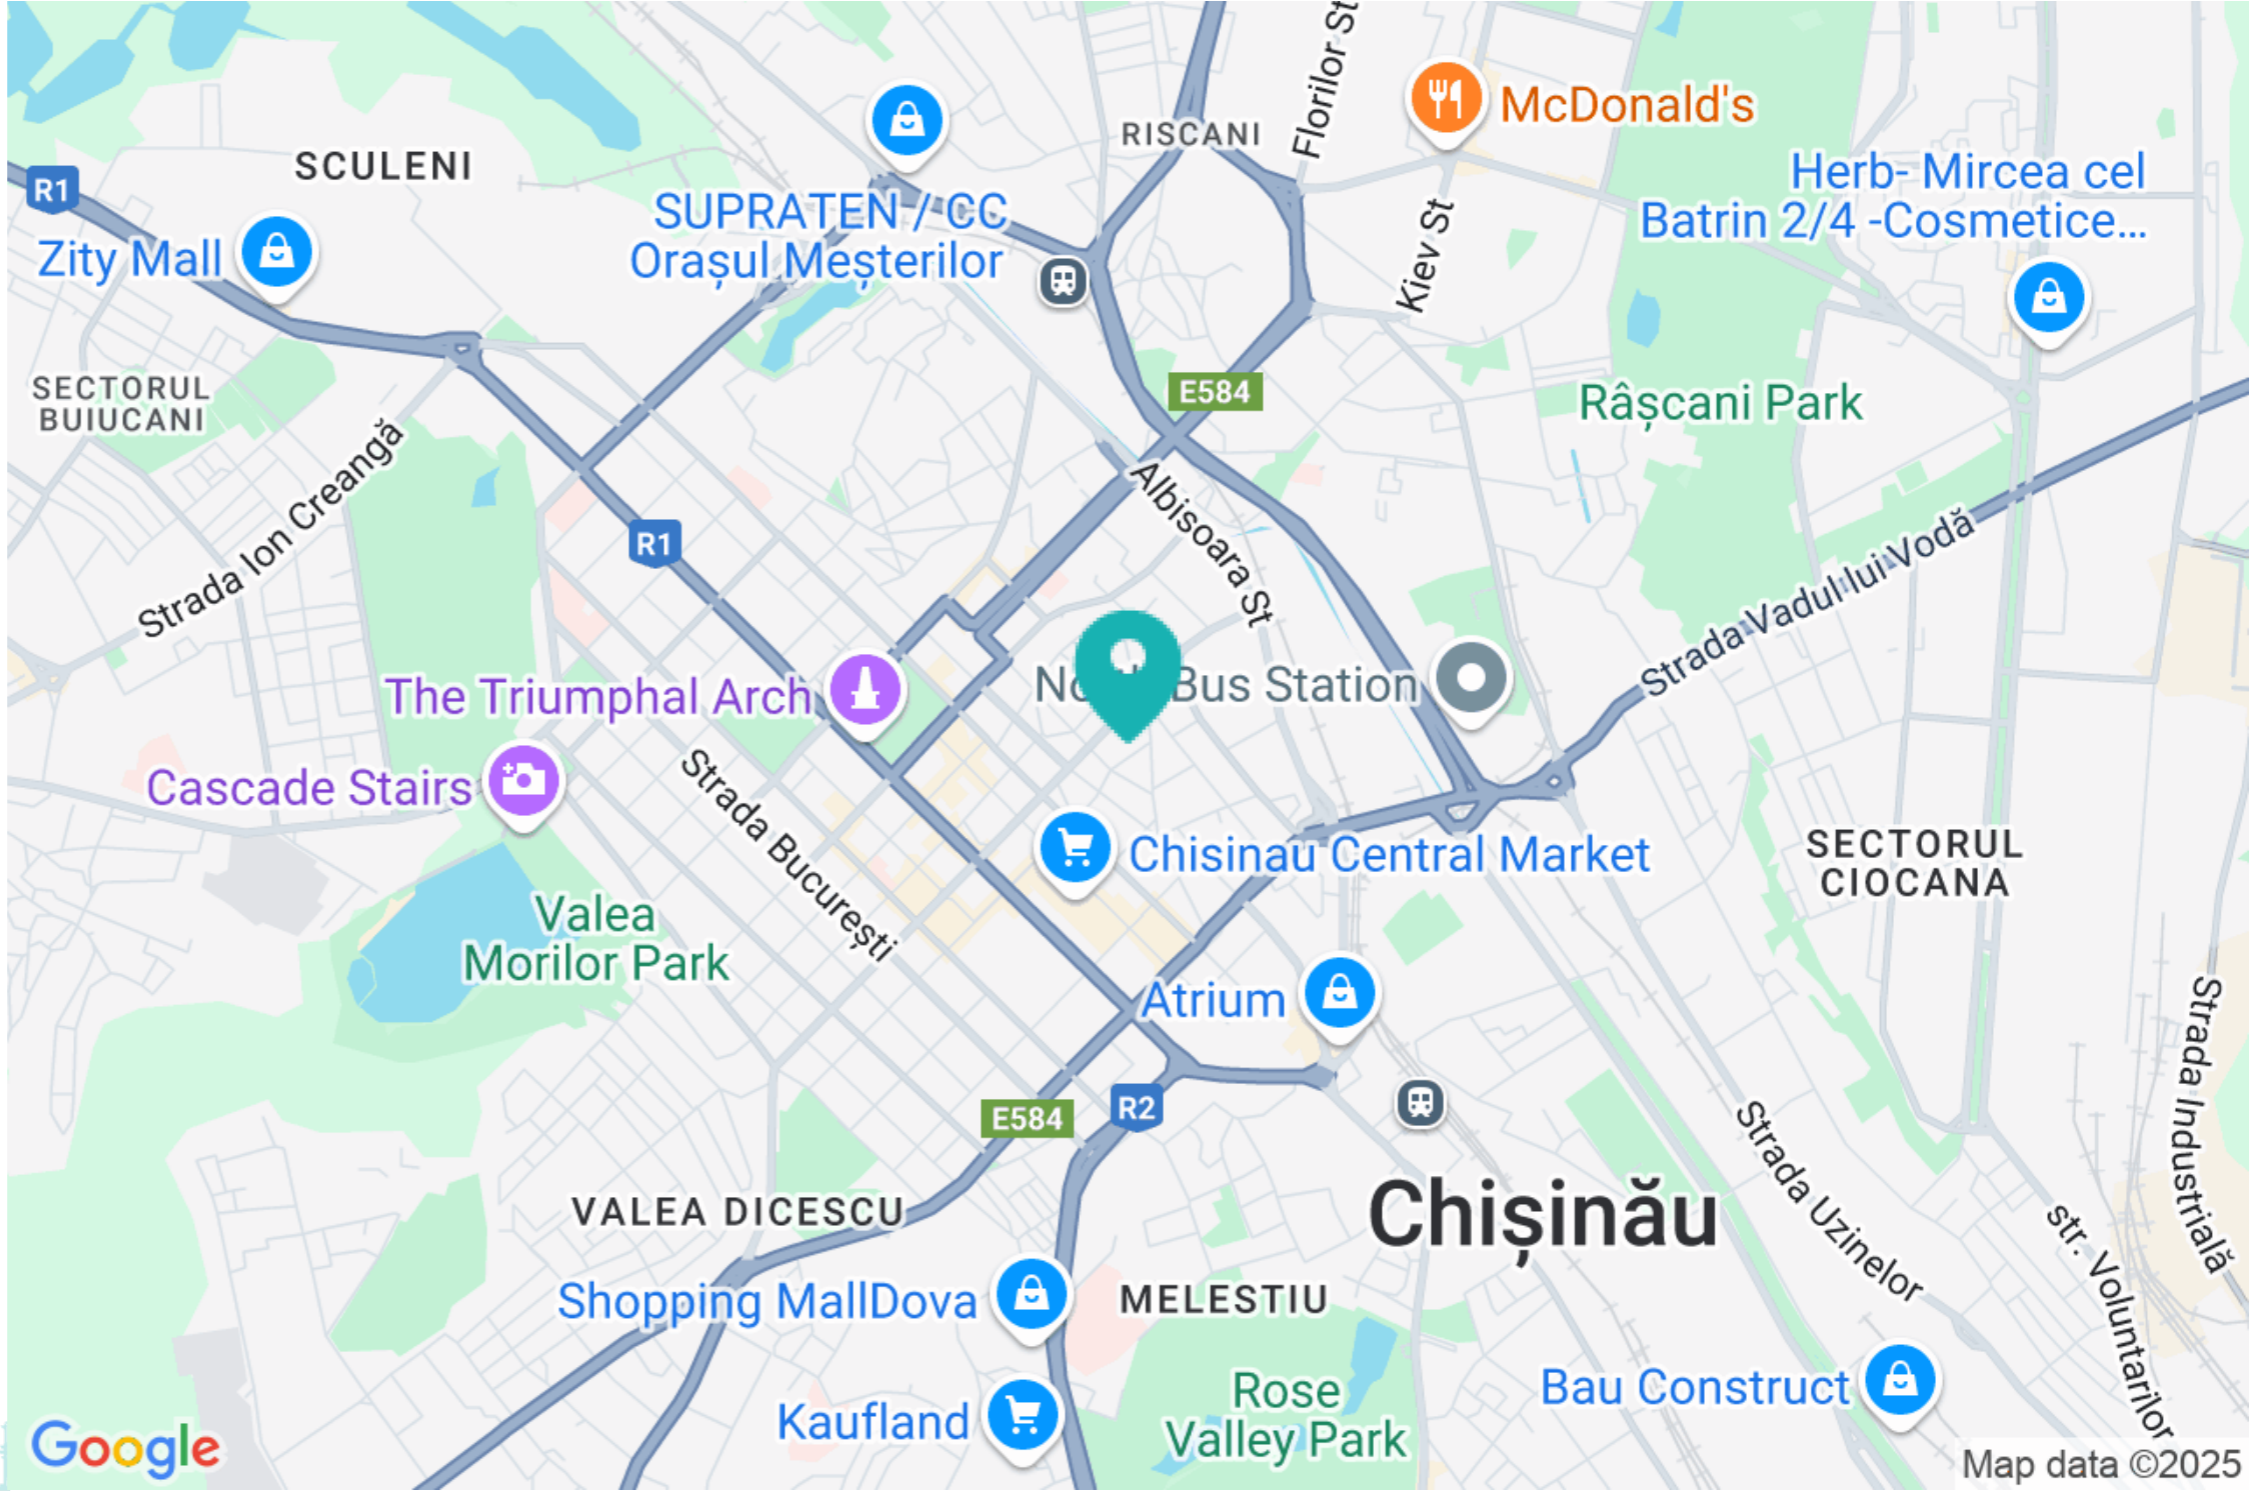 Florilor St
McDonald's
RISCANI
SCULENI
R1
Herb- Mircea cel
Batrin 2/4 -Cosmetice...
SUPRATEN / CC
Orașul Meșterilor
Zity Mall
Kiev St
SECTORUL
BUIUCANI
E584
Râșcani Park
Strada Ion Creangă
R1
Albisoara St
Strada Vadul lui Vodă
The Triumphal Arch
Bus Station
Cascade Stairs
Strada București
Chisinau Central Market
SECTORUL
CIOCANA
Valea
Morilor Park
Atrium
Strada Industrială
E584
R2
Strada Uzinelor
VALEA DICESCU
Chișinău
str. Voluntarilor
Shopping MallDova
MELESTIU
Bau Construct
Rose
Valley Park
Kaufland
Google
Map data ©2025